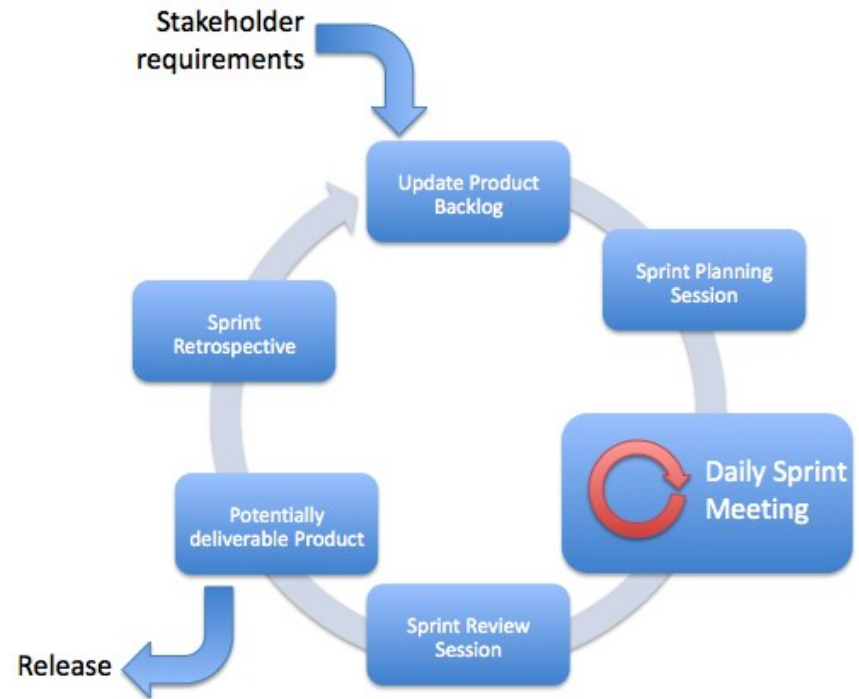 Stakeholder
requirements
Update Product
Backlog
Sprint Planning
Session
Daily Sprint
Meeting
Sprint Review
Session
Potentially
deliverable Product
Release
Sprint
Retrospective